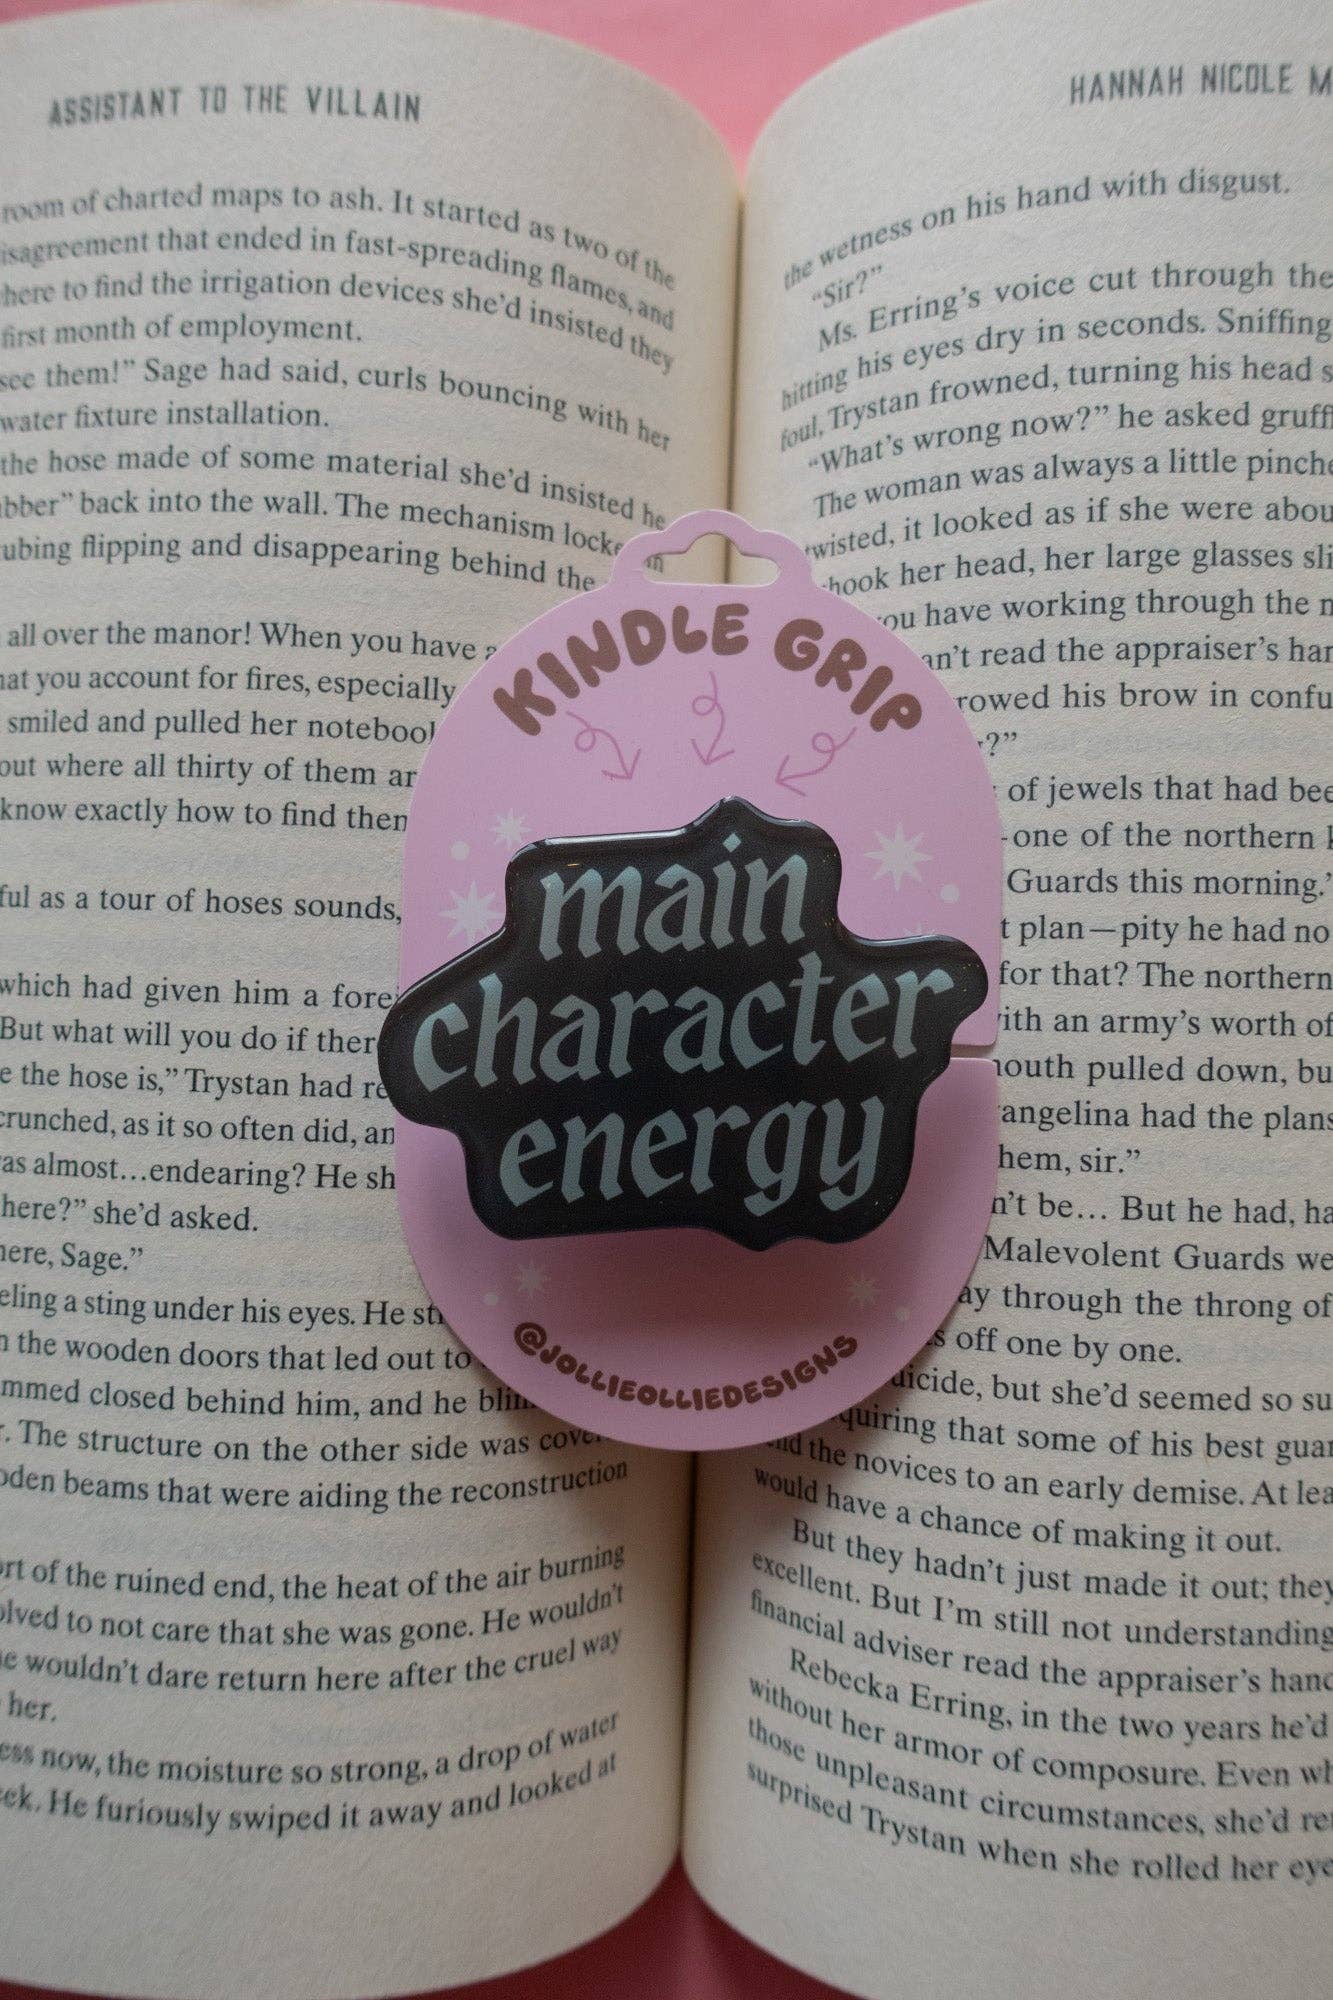 ASSISTANT TO THE VILLAIN
room of charted maps to ash. It started as two of the
isagreement that ended in fast-spreading flames, and
here to find the irrigation devices she'd insisted they
first month of employment.
see them!" Sage had said, curls bouncing with her
water fixture installation.
the hose made of some material she'd insisted he
bber" back into the wall. The mechanism locke in
ubing flipping and disappearing behind the
all over the manor! When you have a
hat you account for fires, especially
smiled and pulled her notebook
out where all thirty of them ar
know exactly how to find them
ful as a tour of hoses sounds,
which had given him a fore
But what will you do if ther
e the hose is," Trystan had re
crunched, as it so often did, an
as almost...endearing? He sh
here?" she'd asked.
here, Sage."
eling a sting under his eyes. He st
n the wooden doors that led out to
mmed closed behind him, and he blin
r. The structure on the other side was cove
oden beams that were aiding the reconstruction
ort of the ruined end, the heat of the air burning
olved to not care that she was gone. He wouldn't
e wouldn't dare return here after the cruel way
her.
ess now, the moisture so strong, a drop of water
eek. He furiously swiped it away and looked at
HANNAH NICOLE M
the wetness on his hand with disgust.
"Sir?"
Ms. Erring's voice cut through the
hitting his eyes dry in seconds. Sniffing
foul, Trystan frowned, turning his head s
"What's wrong now?" he asked gruff
The woman was always a little pinche
twisted, it looked as if she were abou
hook her head, her large glasses sli
you have working through the n
an't read the appraiser's han
rowed his brow in confu
?"
of jewels that had bee
—one of the northern k
Guards this morning."
t plan—pity he had no
for that? The northern
ith an army's worth of
mouth pulled down, bu
vangelina had the plans
hem, sir."
n't be... But he had, ha
Malevolent Guards we
ay through the throng of
s off one by one.
uicide, but she'd seemed so su
quiring that some of his best guar
and the novices to an early demise. At lea
would have a chance of making it out.
But they hadn't just made it out; they
excellent. But I'm still not understanding
financial adviser read the appraiser's hand
Rebecka Erring, in the two years he'd
without her armor of composure. Even wh
those unpleasant circumstances, she'd re
surprised Trystan when she rolled her eye
KINDLE GRIP
main
character
energy
@JOLLIEOLLIEDESIGNS